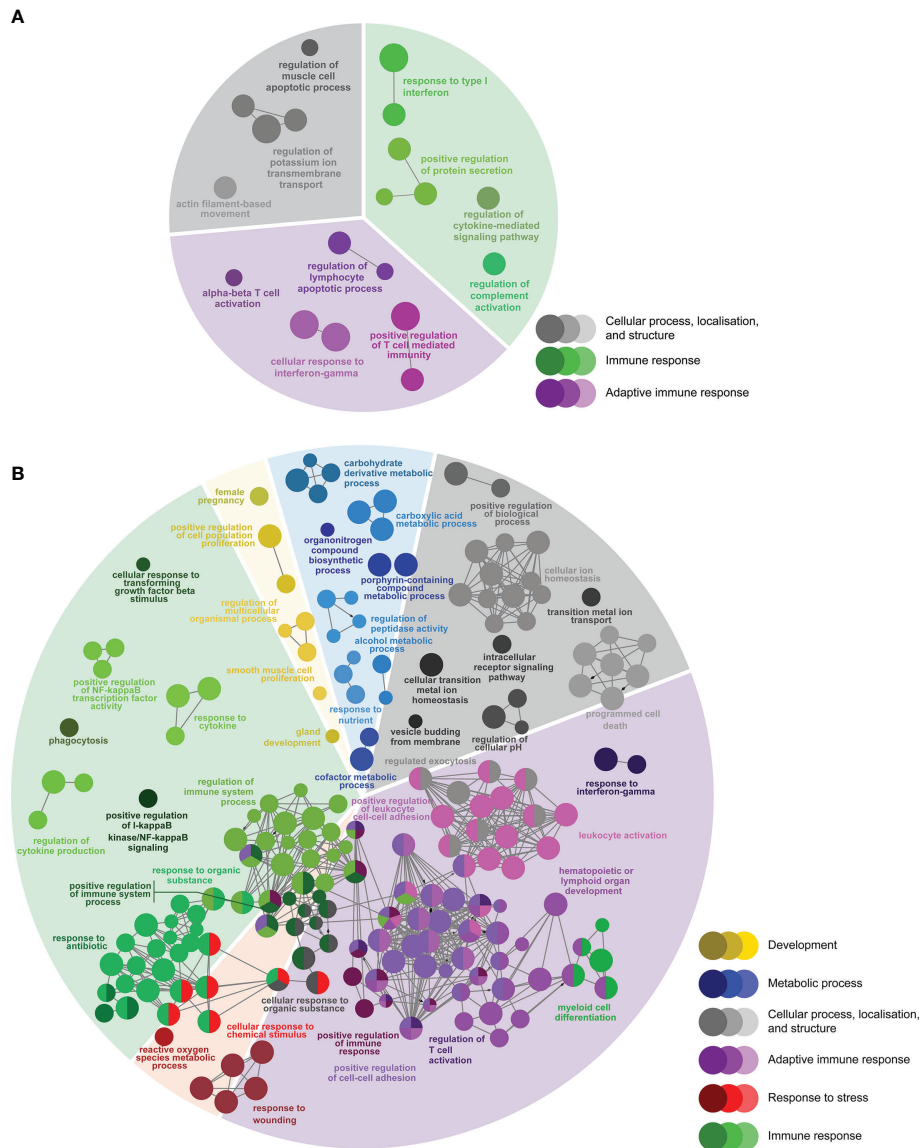 A
regulation of
muscle cell
apoptotic process
regulation of
potassium ion
transmembrane
transport
actin filament-based
movement
response to type I
interferon
positive regulation
of protein secretion
regulation of
cytokine-mediated
signaling pathway
regulation of
complement
activation
regulation of
lymphocyte
apoptotic process
alpha-beta T cell
activation
cellular response to
interferon-gamma
positive regulation
of T cell mediated
immunity
Cellular process, localisation,
and structure
Immune response
Adaptive immune response
B
female
pregnancy
positive regulation
of cell population
proliferation
regulation of
multicellular
organismal process
smooth muscle cell
proliferation
gland
development
carbohydrate
derivative metabolic
process
carboxylic acid
metabolic process
organonitrogen
compound
biosynthetic
process
porphyrin-containing
compound
metabolic process
regulation of
peptidase activity
alcohol metabolic
process
response to
nutrient
cofactor metabolic
process
positive regulation
of biological
process
cellular ion
homeostasis
transition metal ion
transport
intracellular
receptor signaling
pathway
cellular transition
metal ion
homeostasis
vesicle budding
from membrane
regulation of
cellular pH
programmed cell
death
regulated exocytosis
cellular response to
transforming
growth factor beta
stimulus
positive regulation
of NF-kappaB
transcription factor
activity
response to
cytokine
phagocytosis
regulation of
cytokine production
positive regulation
of I-kappaB
kinase/NF-kappaB
signaling
regulation of
immune system
process
response to organic
substance
positive regulation
of immune system
process
response to
antibiotic
response to
interferon-gamma
positive regulation
of leukocyte
cell-cell adhesion
leukocyte activation
hematopoietic or
lymphoid organ
development
myeloid cell
differentiation
cellular response to
organic substance
cellular response to
chemical stimulus
reactive oxygen
species metabolic
process
response to
wounding
positive regulation
of immune
response
regulation of
T cell
activation
positive regulation
of cell-cell adhesion
Development
Metabolic process
Cellular process, localisation,
and structure
Adaptive immune response
Response to stress
Immune response